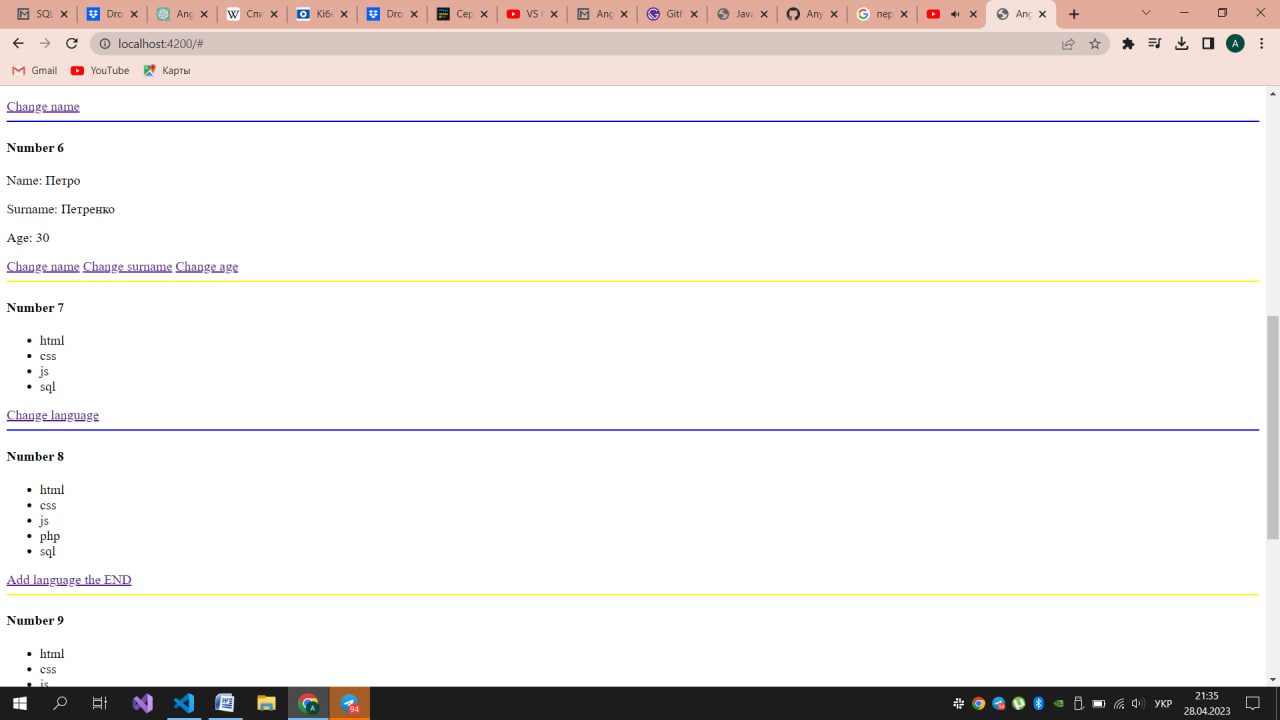 SQL
Dro
Ang
Спи
Кібе
Dro
Сер
VS
Ang
Gith
Java
Any
пер
Ang
localhost:4200/#
A
Gmail
YouTube
Карты
Change name
Number 6
Name: Петро
Surname: Петренко
Age: 30
Change name Change surname Change age
Number 7
html
css
js
sql
Change language
Number 8
html
css
js
php
sql
Add language the END
Number 9
html
css
js
94
УКР
21:35
28.04.2023